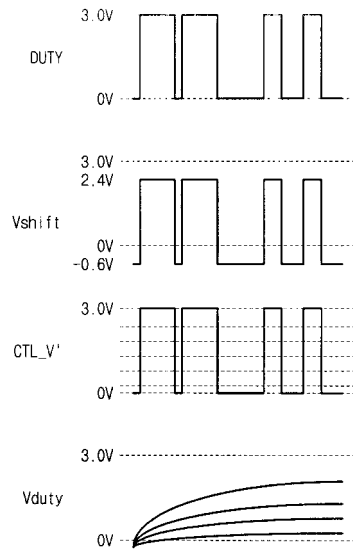 3.0V
DUTY
0V
3.0V
2.4V
Vshift
0V
-0.6V
3.0V
CTL_V'
0V
3.0V
Vduty
0V